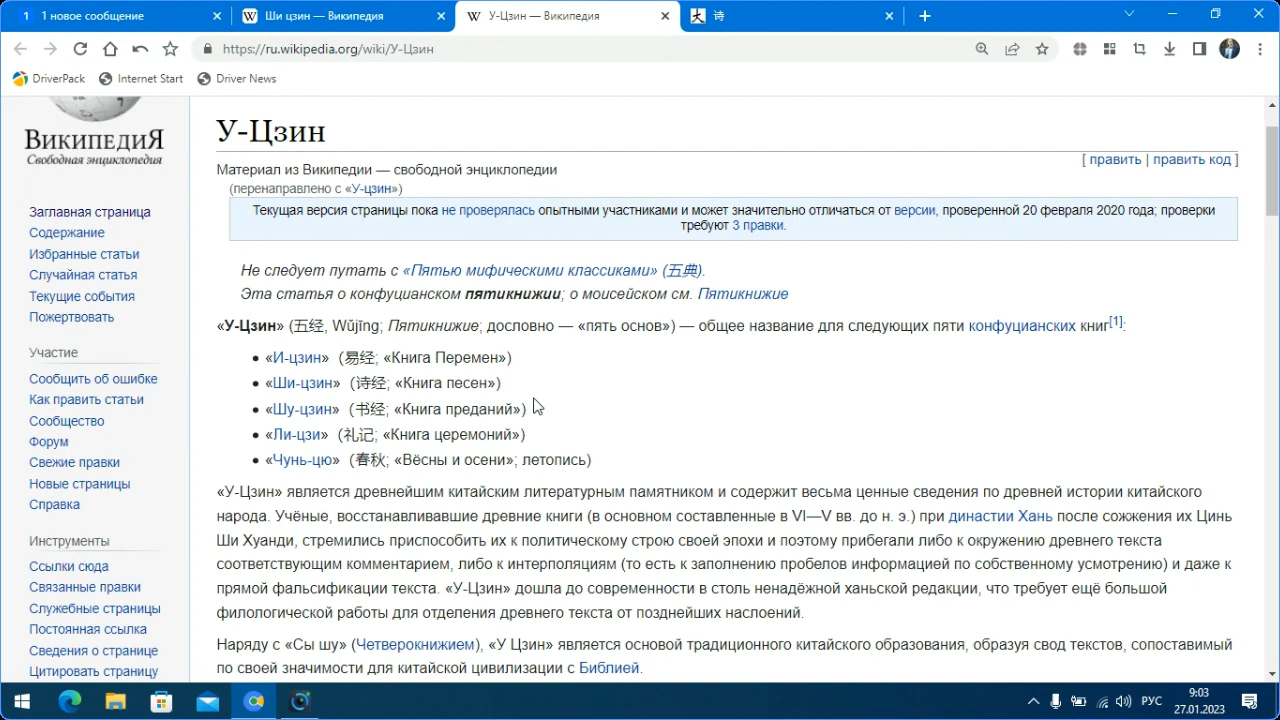 1 новое сообщение
Ши цзин — Википедия
У-Цзин — Википедия
诗
https://ru.wikipedia.org/wiki/У-Цзин
DriverPack
Internet Start
Driver News
ВикипедиЯ
Свободная энциклопедия
Заглавная страница
Содержание
Избранные статьи
Случайная статья
Текущие события
Пожертвовать
Участие
Сообщить об ошибке
Как править статьи
Сообщество
Форум
Свежие правки
Новые страницы
Справка
Инструменты
Ссылки сюда
Связанные правки
Служебные страницы
Постоянная ссылка
Сведения о странице
Цитировать страницу
У-Цзин
[ править | править код ]
Материал из Википедии — свободной энциклопедии
(перенаправлено с «У-цзин»)
Текущая версия страницы пока не проверялась опытными участниками и может значительно отличаться от версии, проверенной 20 февраля 2020 года; проверки
требуют 3 правки.
Не следует путать с «Пятью мифическими классиками» (五典).
Эта статья о конфуцианском пятикнижии; о моисейском см. Пятикнижие
«У-Цзин» (五经, Wǔjīng; Пятикнижие; дословно — «пять основ») — общее название для следующих пяти конфуцианских книг[1]:
• «И-цзин» (易经; «Книга Перемен»)
• «Ши-цзин» (诗经; «Книга песен»)
• «Шу-цзин» (书经; «Книга преданий»)
• «Ли-цзи» (礼记; «Книга церемоний»)
• «Чунь-цю» (春秋; «Вёсны и осени»; летопись)
«У-Цзин» является древнейшим китайским литературным памятником и содержит весьма ценные сведения по древней истории китайского
народа. Учёные, восстанавливавшие древние книги (в основном составленные в VI—V вв. до н. э.) при династии Хань после сожжения их Цинь
Ши Хуанди, стремились приспособить их к политическому строю своей эпохи и поэтому прибегали либо к окружению древнего текста
соответствующим комментарием, либо к интерполяциям (то есть к заполнению пробелов информацией по собственному усмотрению) и даже к
прямой фальсификации текста. «У-Цзин» дошла до современности в столь ненадёжной ханьской редакции, что требует ещё большой
филологической работы для отделения древнего текста от позднейших наслоений.
Наряду с «Сы шу» (Четверокнижием), «У Цзин» является основой традиционного китайского образования, образуя свод текстов, сопоставимый
по своей значимости для китайской цивилизации с Библией.
РУС
9:03
27.01.2023